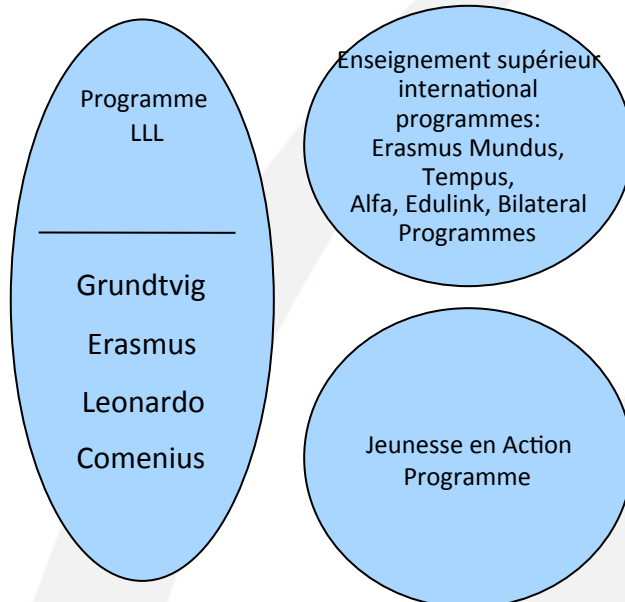 Programme
LLL
Grundtvig
Erasmus
Leonardo
Comenius
Enseignement supérieur
international
programmes:
Erasmus Mundus,
Tempus,
Alfa, Edulink, Bilateral
Programmes
Jeunesse en Action
Programme